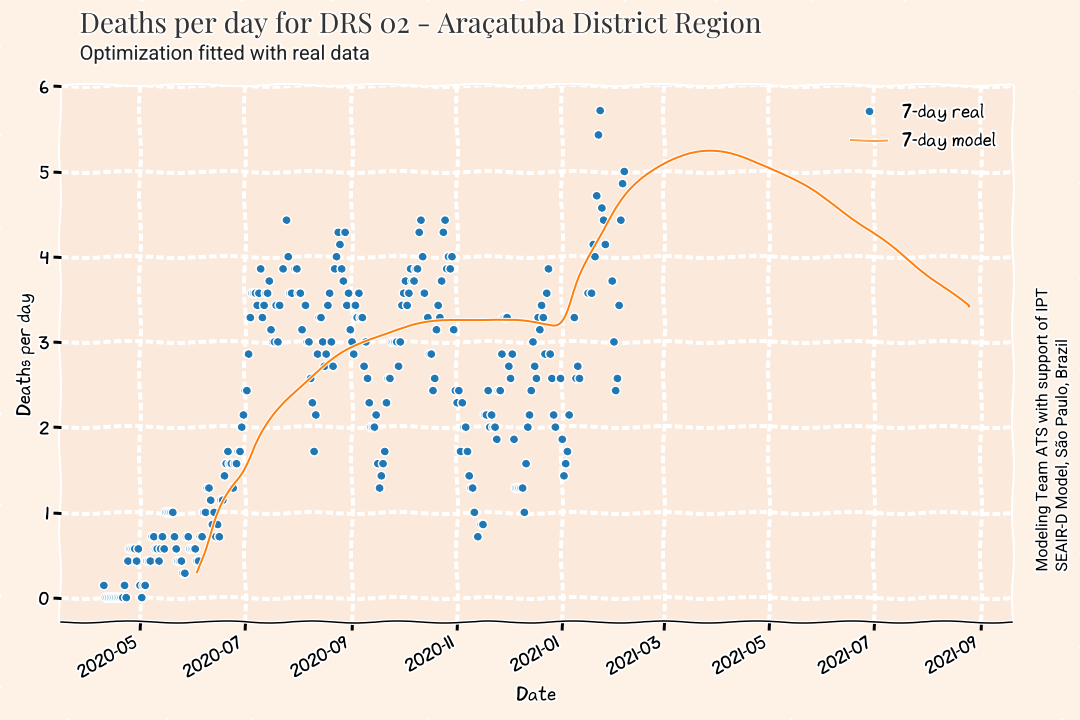 Deaths per day for DRS 02 - Araçatuba District Region
Optimization fitted with real data
7-day real
7-day model
6
5
4
3
2
1
0
Deaths per day
2020-05
2020-07
2020-09
2020-11
2021-01
2021-03
2021-05
2021-07
2021-09
Date
Modeling Team ATS with support of IPT
SEAIR-D Model, São Paulo, Brazil